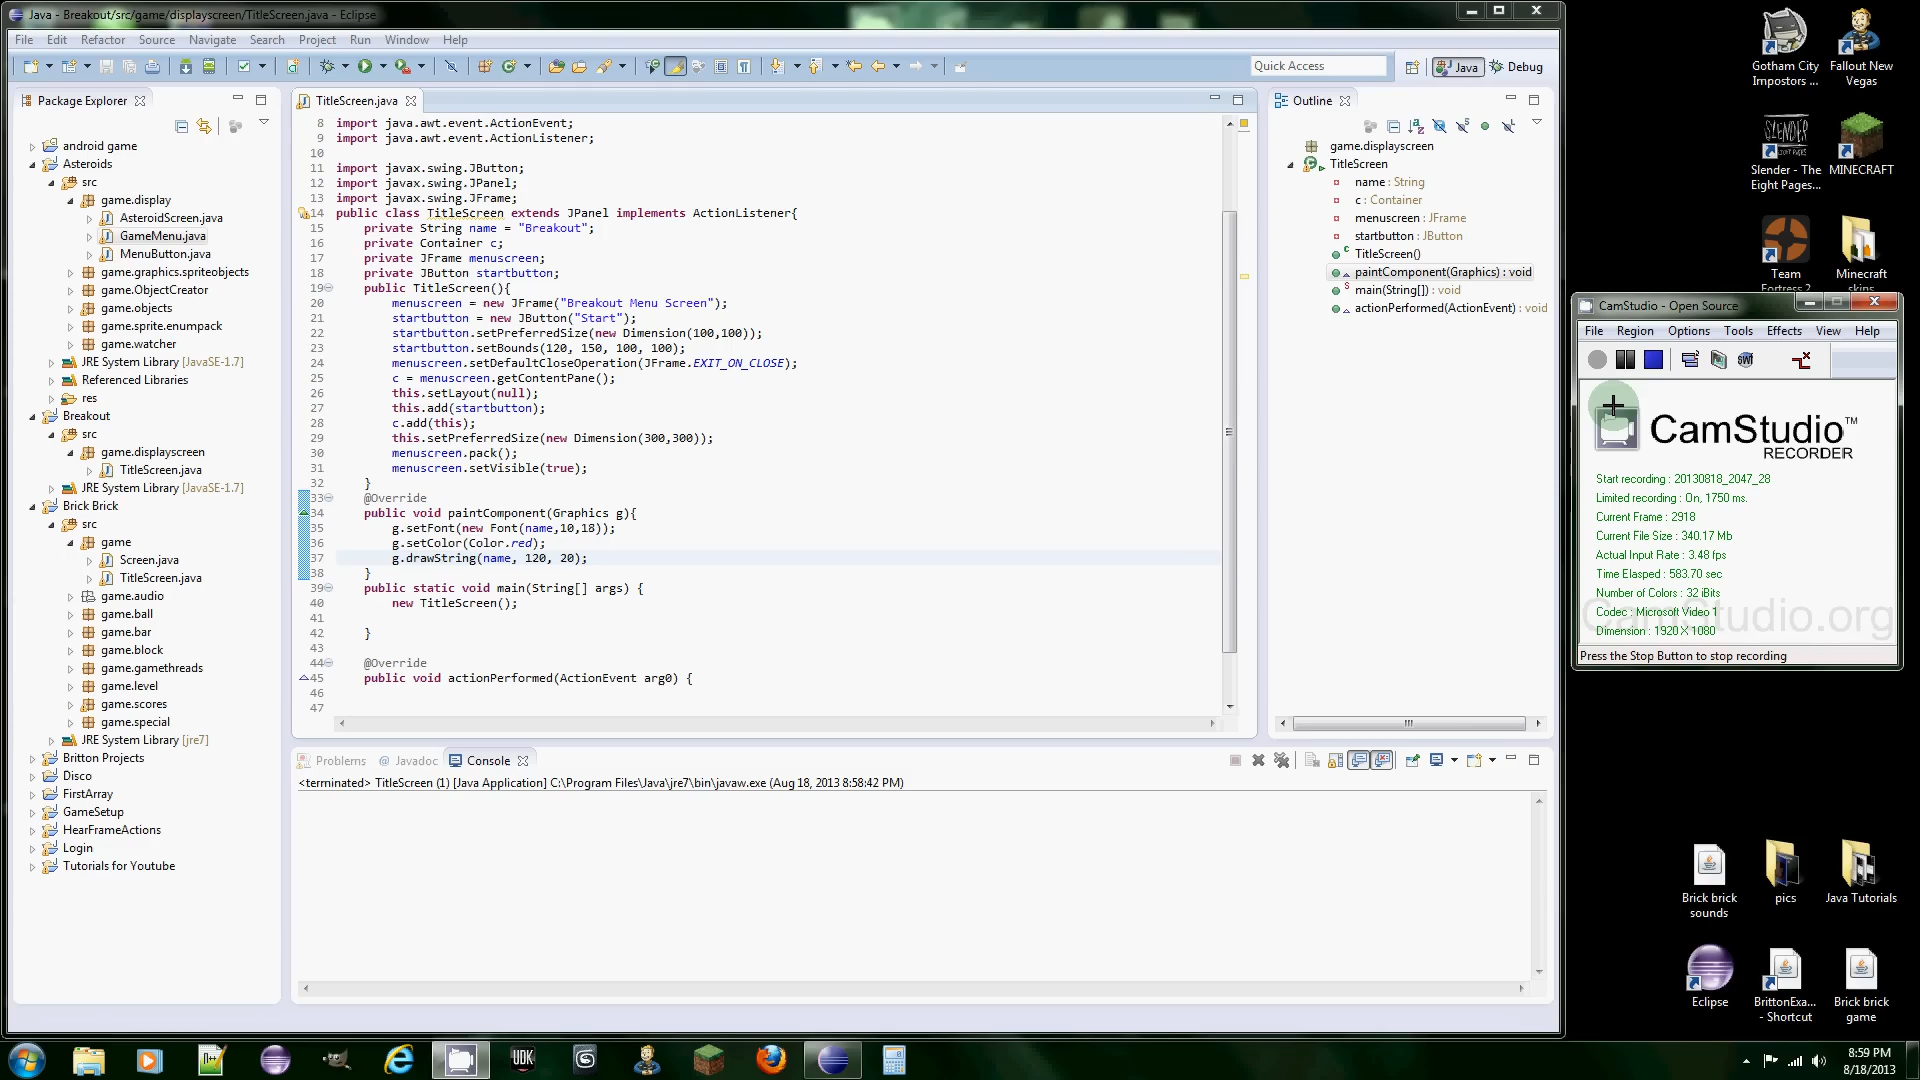 Java - Breakout/src/game/displayscreen/TitleScreen.java - Eclipse
File Edit Refactor Source Navigate Search Project Run Window Help
Quick Access
Java
Debug
Package Explorer
android game
Asteroids
src
game.display
AsteroidScreen.java
GameMenu.java
MenuButton.java
game.graphics.spriteobjects
game.ObjectCreator
game.objects
game.sprite.enumpack
game.watcher
JRE System Library [JavaSE-1.7]
Referenced Libraries
res
Breakout
src
game.displayscreen
TitleScreen.java
JRE System Library [JavaSE-1.7]
Brick Brick
src
game
Screen.java
TitleScreen.java
game.audio
game.ball
game.bar
game.block
game.gamethreads
game.level
game.scores
game.special
JRE System Library [jre7]
Britton Projects
Disco
FirstArray
GameSetup
HearFrameActions
Login
Tutorials for Youtube
TitleScreen.java
8 import java.awt.event.ActionEvent;
9 import java.awt.event.ActionListener;
10
11 import javax.swing.JButton;
12 import javax.swing.JPanel;
13 import javax.swing.JFrame;
14 public class TitleScreen extends JPanel implements ActionListener{
15 private String name = "Breakout";
16 private Container c;
17 private JFrame menuscreen;
18 private JButton startbutton;
19 public TitleScreen(){
20 menuscreen = new JFrame("Breakout Menu Screen");
21 startbutton = new JButton("Start");
22 startbutton.setPreferredSize(new Dimension(100,100));
23 startbutton.setBounds(120, 150, 100, 100);
24 menuscreen.setDefaultCloseOperation(JFrame.EXIT_ON_CLOSE);
25 c = menuscreen.getContentPane();
26 this.setLayout(null);
27 this.add(startbutton);
28 c.add(this);
29 this.setPreferredSize(new Dimension(300,300));
30 menuscreen.pack();
31 menuscreen.setVisible(true);
32 }
33 @Override
34 public void paintComponent(Graphics g){
35 g.setFont(new Font(name,10,18));
36 g.setColor(Color.red);
37 g.drawString(name, 120, 20);
38 }
39 public static void main(String[] args) {
40 new TitleScreen();
41
42 }
43
44 @Override
45 public void actionPerformed(ActionEvent arg0) {
46
47
Outline
game.displayscreen
TitleScreen
name : String
c : Container
menuscreen : JFrame
startbutton : JButton
TitleScreen()
paintComponent(Graphics) : void
main(String[]) : void
actionPerformed(ActionEvent) : void
Problems @ Javadoc Console
<terminated> TitleScreen (1) [Java Application] C:\Program Files\Java\jre7\bin\javaw.exe (Aug 18, 2013 8:58:42 PM)
Gotham City Impostors ...
Fallout New Vegas
SLENDER
Slender - The Eight Pages...
MINECRAFT
Team Fortress 2
Minecraft skins
CamStudio - Open Source
File Region Options Tools Effects View Help
SWF
CamStudio™
RECORDER
Start recording : 20130818_2047_28
Limited recording : On, 1750 ms.
Current Frame : 2918
Current File Size : 340.17 Mb
Actual Input Rate : 3.48 fps
Time Elasped : 583.70 sec
Number of Colors : 32 iBits
Codec : Microsoft Video 1
Dimension : 1920 X 1080
CamStudio.org
Press the Stop Button to stop recording
Brick brick sounds
pics
Java Tutorials
Eclipse
BrittonExa... - Shortcut
Brick brick game
UDK
8:59 PM
8/18/2013